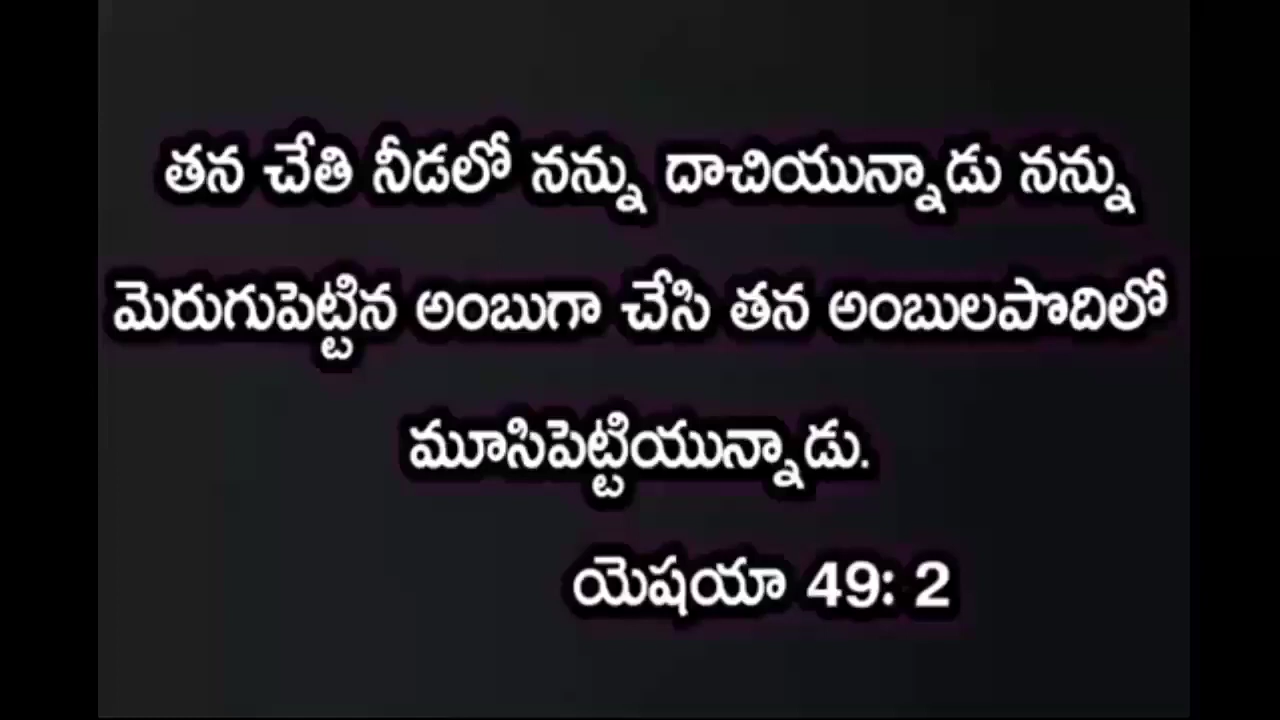 తన చేతి నీడలో నన్ను దాచియున్నాడు నన్ను
మెరుగుపెట్టిన అంబుగా చేసి తన అంబులపొదిలో
మూసిపెట్టియున్నాడు.
యెషయా 49: 2